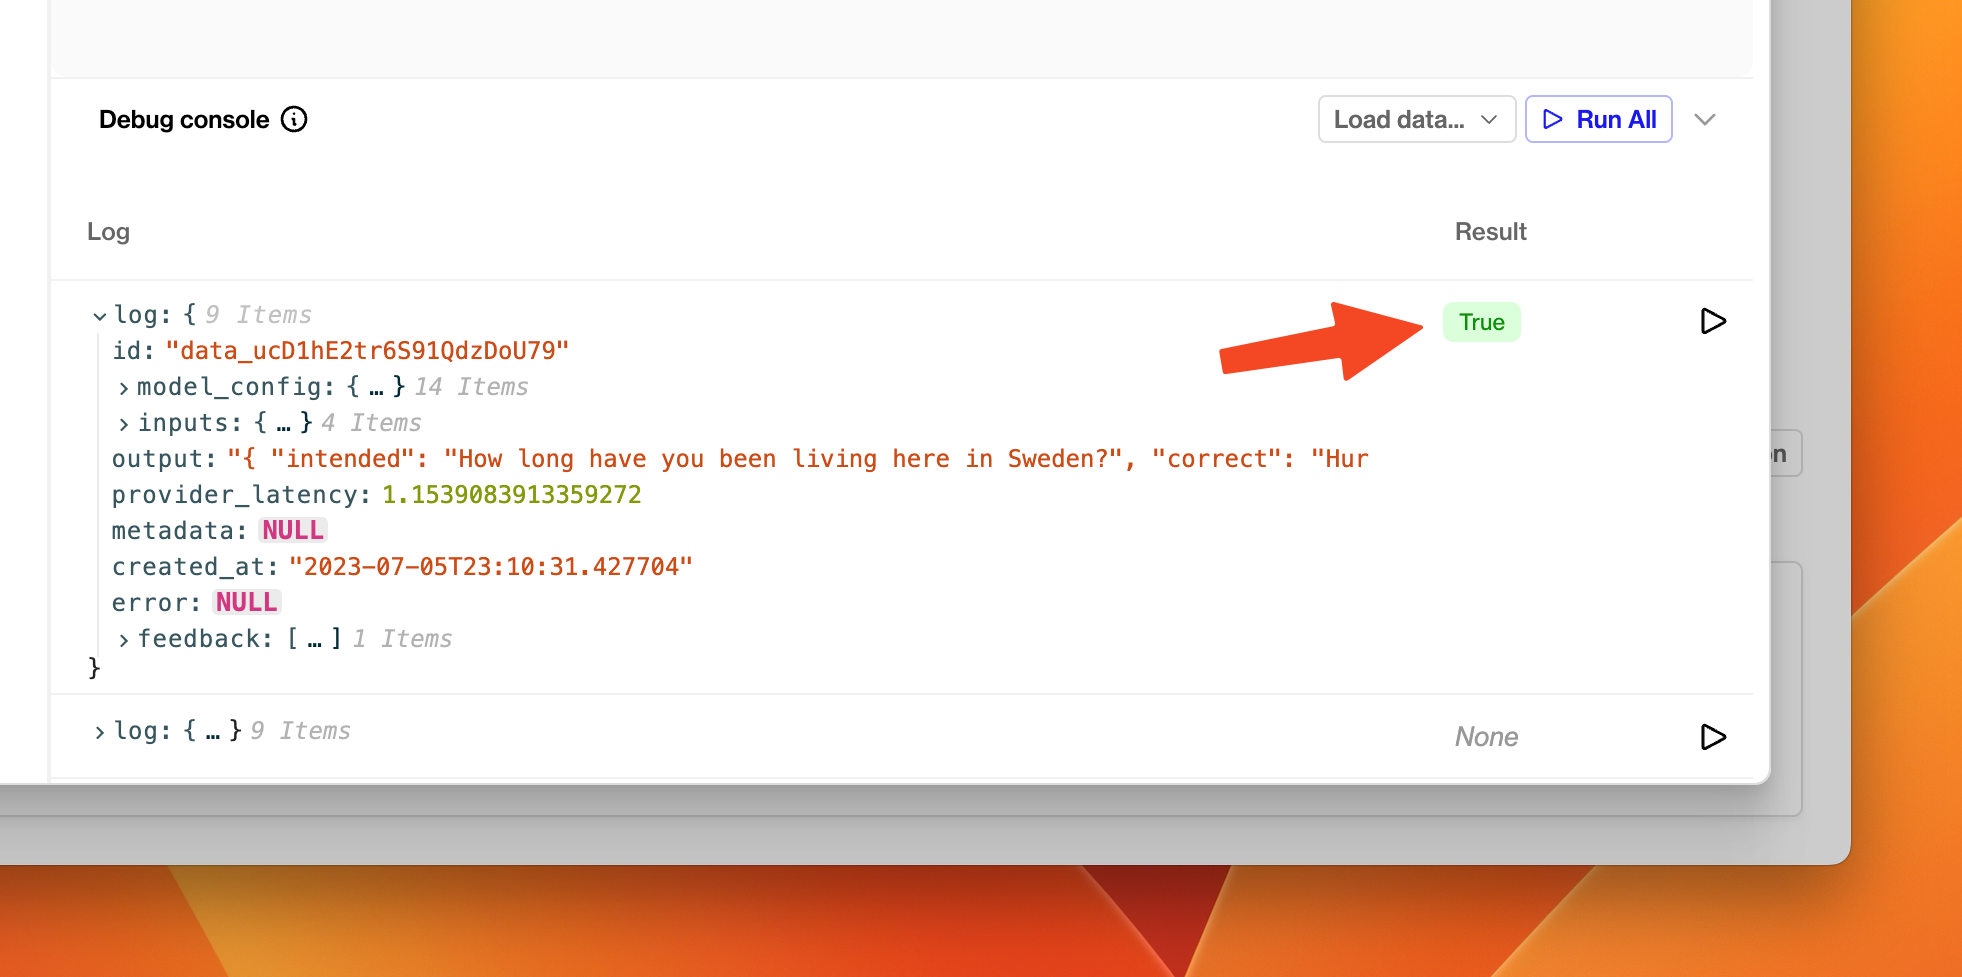 Debug console
Load data...
Run All
Log
Result
log: { 9 Items
True
id: "data_ucD1hE2tr6S91QdzDoU79"
model_config: { … } 14 Items
inputs: { … } 4 Items
output: "{ "intended": "How long have you been living here in Sweden?", "correct": "Hur
provider_latency: 1.1539083913359272
metadata: NULL
created_at: "2023-07-05T23:10:31.427704"
error: NULL
feedback: [ … ] 1 Items
}
log: { … } 9 Items
None